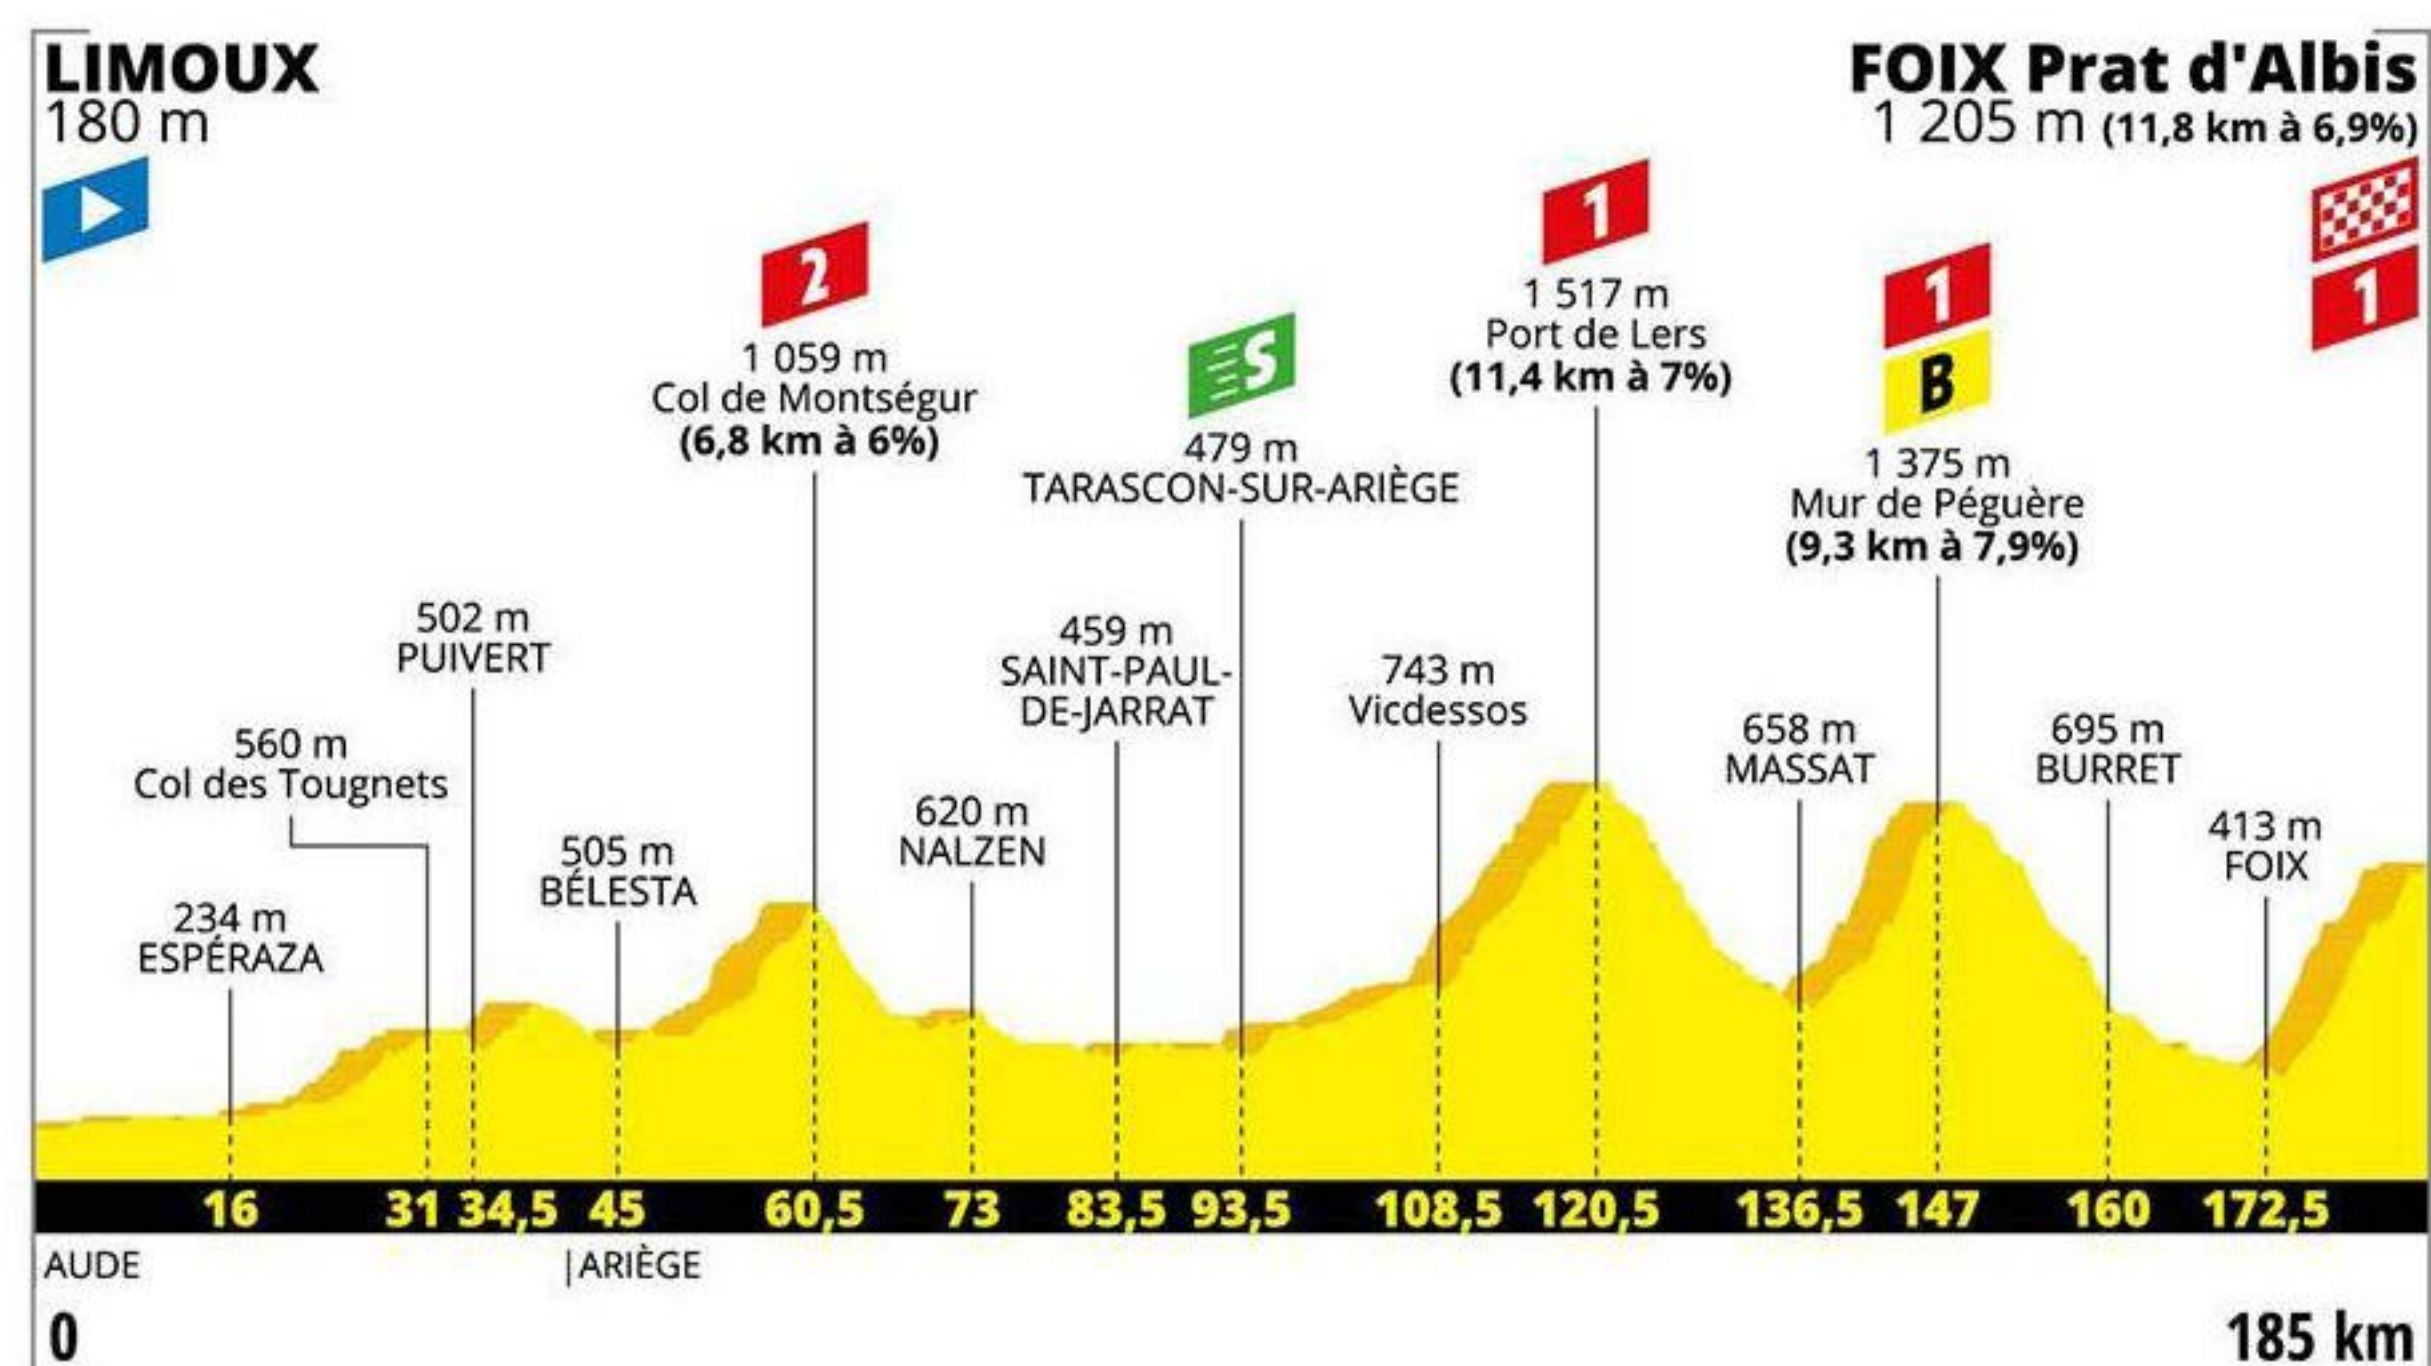 LIMOUX
180 m
FOIX Prat d'Albis
1 205 m (11,8 km à 6,9%)
2
1 059 m
Col de Montségur
(6,8 km à 6%)
S
479 m
TARASCON-SUR-ARIÈGE
1
1 517 m
Port de Lers
(11,4 km à 7%)
1
B
1 375 m
Mur de Péguère
(9,3 km à 7,9%)
1
234 m
ESPÉRAZA
560 m
Col des Tougnets
502 m
PUIVERT
505 m
BÉLESTA
620 m
NALZEN
459 m
SAINT-PAUL-
DE-JARRAT
743 m
Vicdessos
658 m
MASSAT
695 m
BURRET
413 m
FOIX
16 31 34,5 45 60,5 73 83,5 93,5 108,5 120,5 136,5 147 160 172,5
AUDE |ARIÈGE
0 185 km